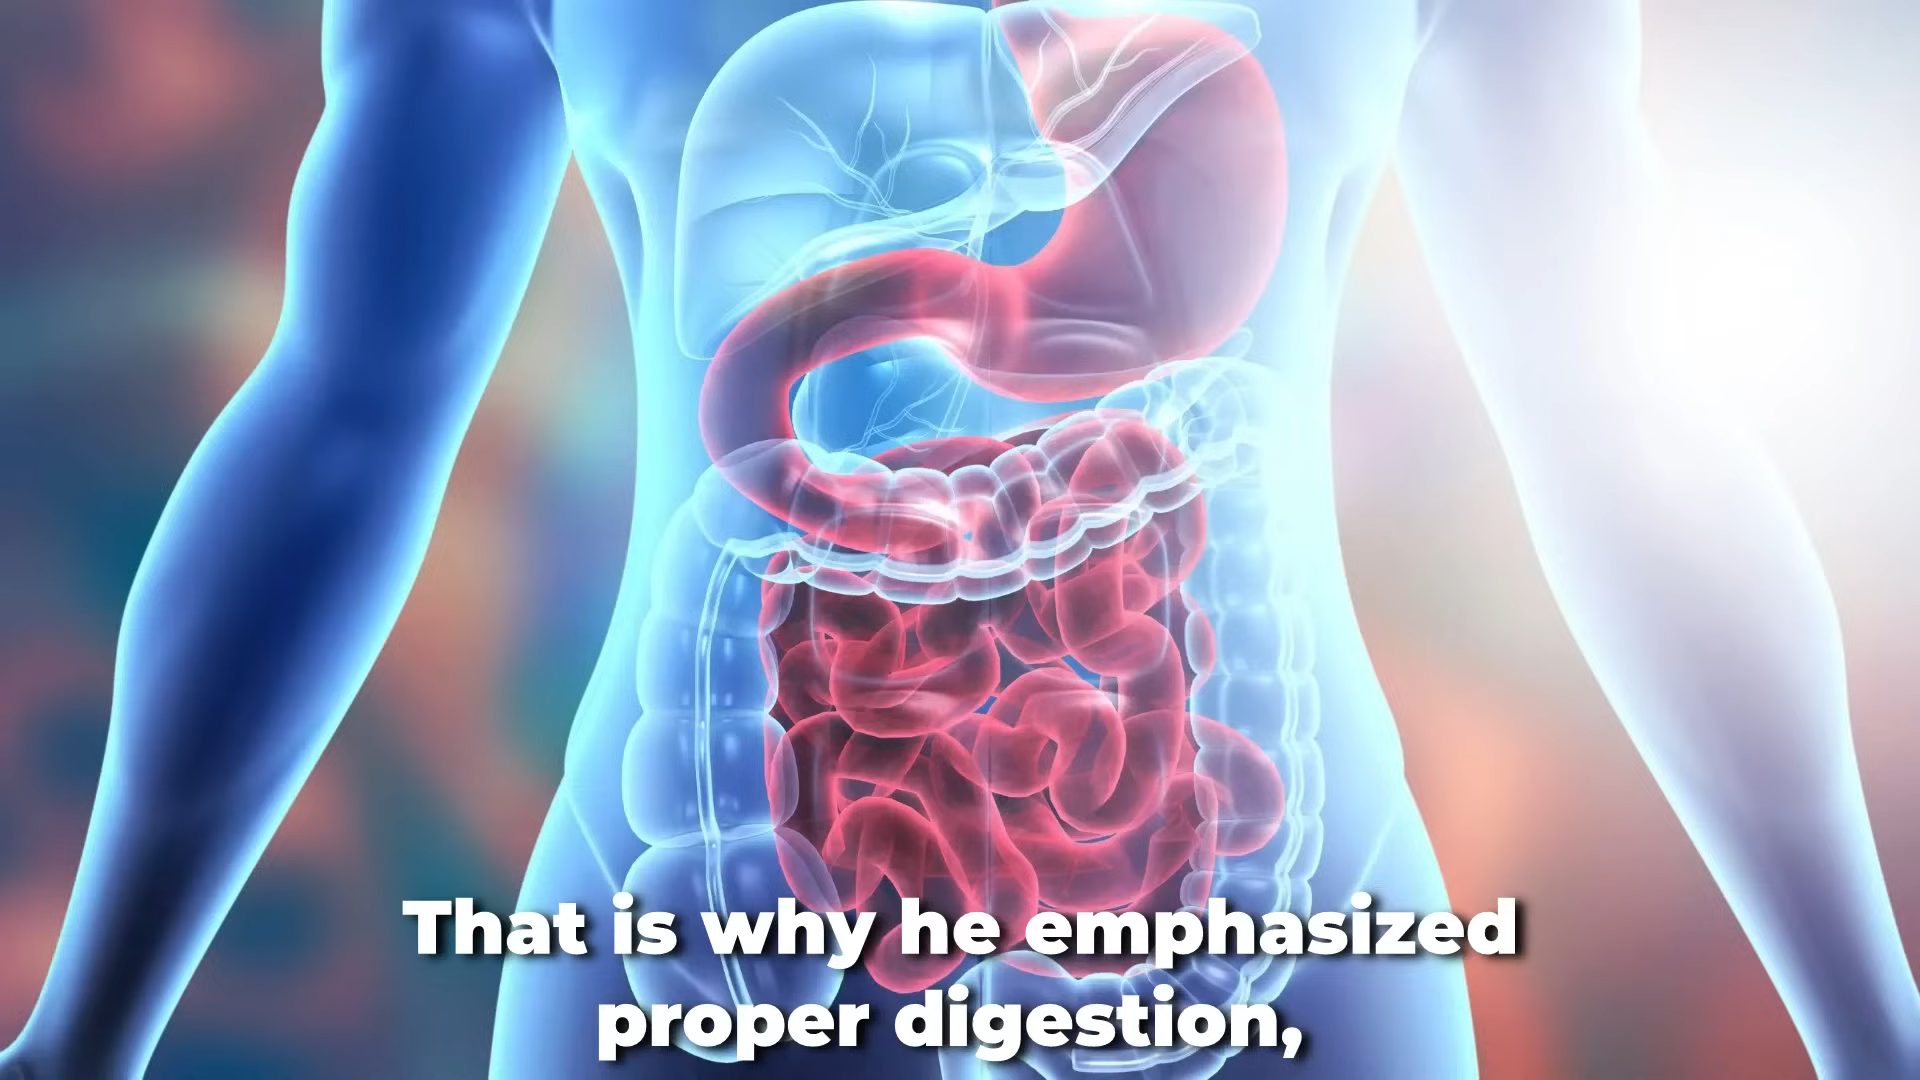 That is why he emphasized
proper digestion,